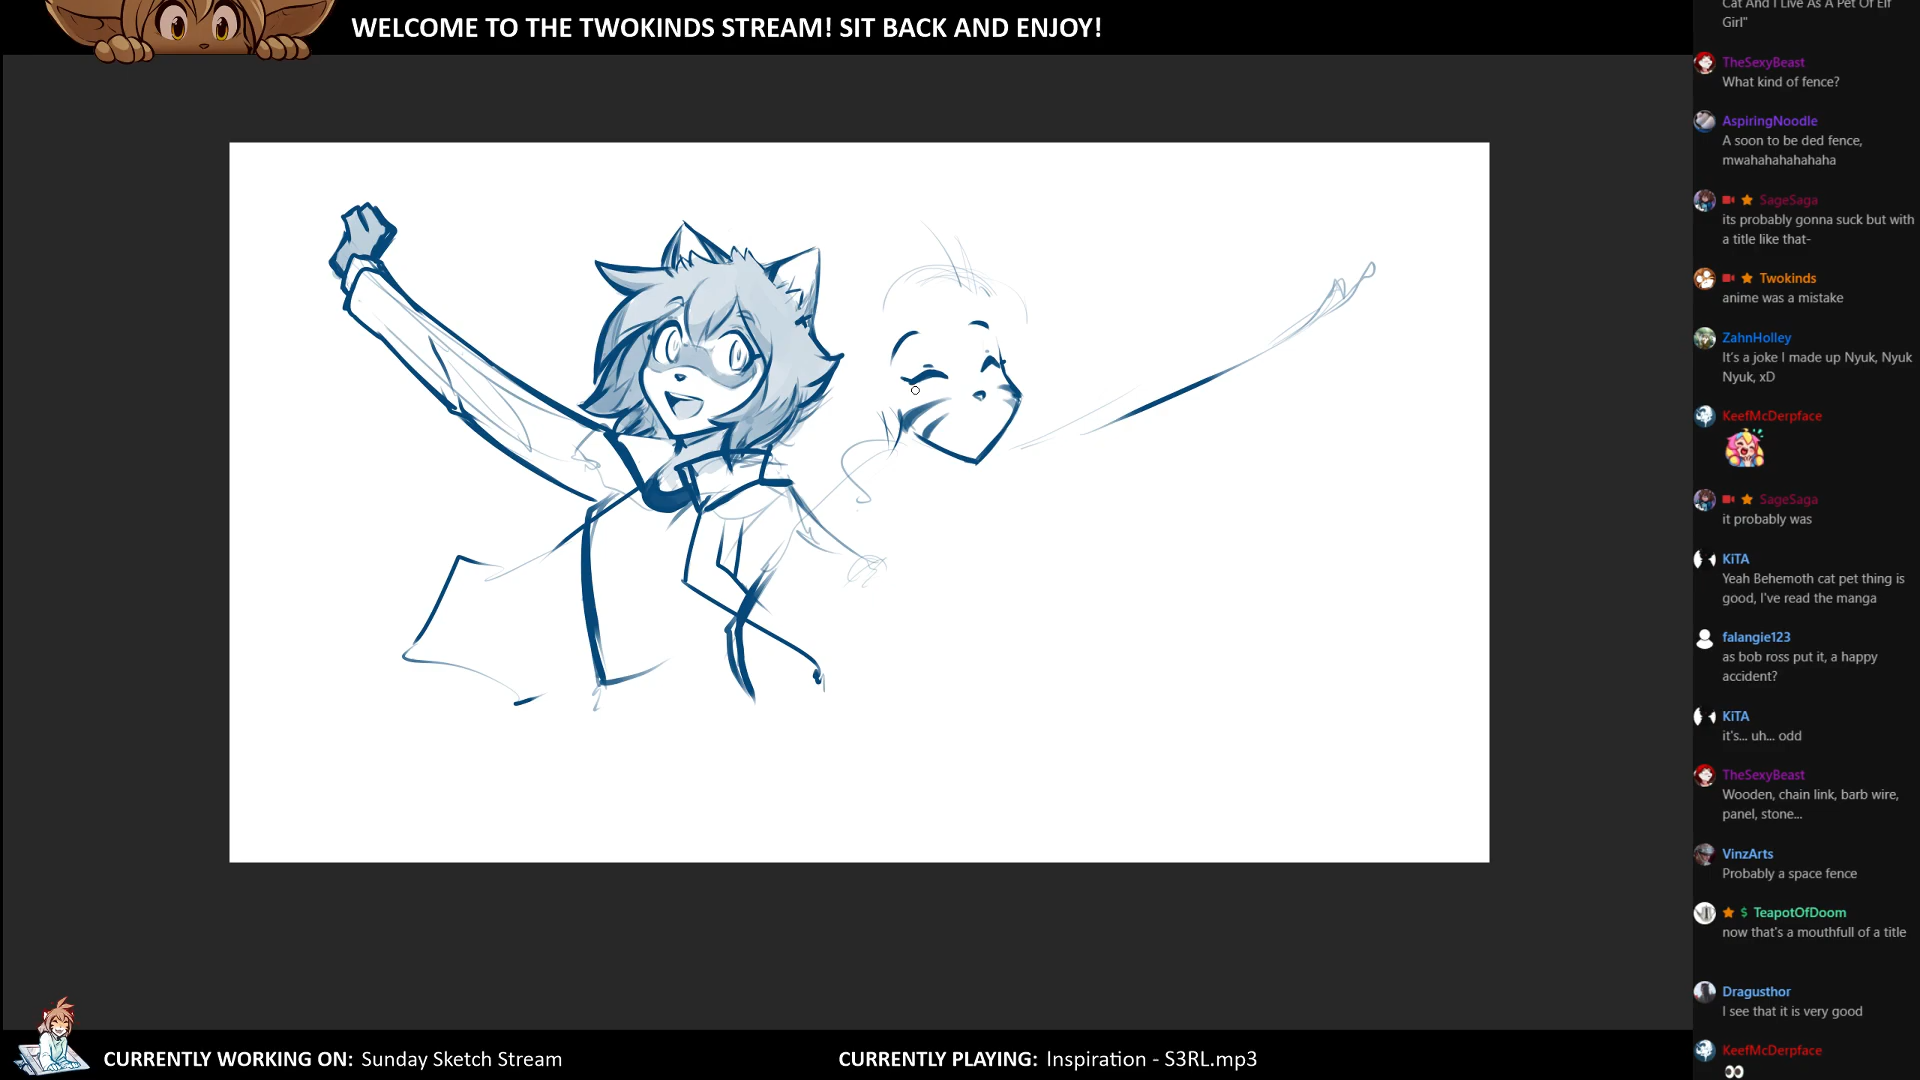 WELCOME TO THE TWOKINDS STREAM! SIT BACK AND ENJOY!
Cat And I Live As A Pet Of Elf
Girl"
TheSexyBeast
What kind of fence?
AspiringNoodle
A soon to be ded fence,
mwahahahahahaha
SageSaga
its probably gonna suck but with
a title like that-
Twokinds
anime was a mistake
ZahnHolley
It's a joke I made up Nyuk, Nyuk
Nyuk, xD
KeefMcDerpface
SageSaga
it probably was
KiTA
Yeah Behemoth cat pet thing is
good, I've read the manga
falangie123
as bob ross put it, a happy
accident?
KiTA
it's... uh... odd
TheSexyBeast
Wooden, chain link, barb wire,
panel, stone...
VinzArts
Probably a space fence
$ TeapotOfDoom
now that's a mouthfull of a title
Dragusthor
I see that it is very good
KeefMcDerpface
CURRENTLY WORKING ON: Sunday Sketch Stream
CURRENTLY PLAYING: Inspiration - S3RL.mp3